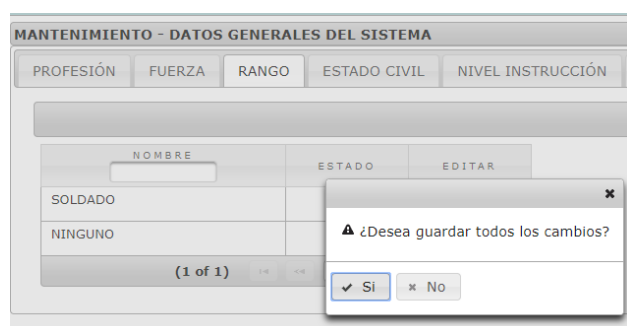 MANTENIMIENTO - DATOS GENERALES DEL SISTEMA
PROFESIÓN FUERZA RANGO ESTADO CIVIL NIVEL INSTRUCCIÓN
NOMBRE ESTADO EDITAR
SOLDADO
NINGUNO
(1 of 1)
¿Desea guardar todos los cambios?
Si No